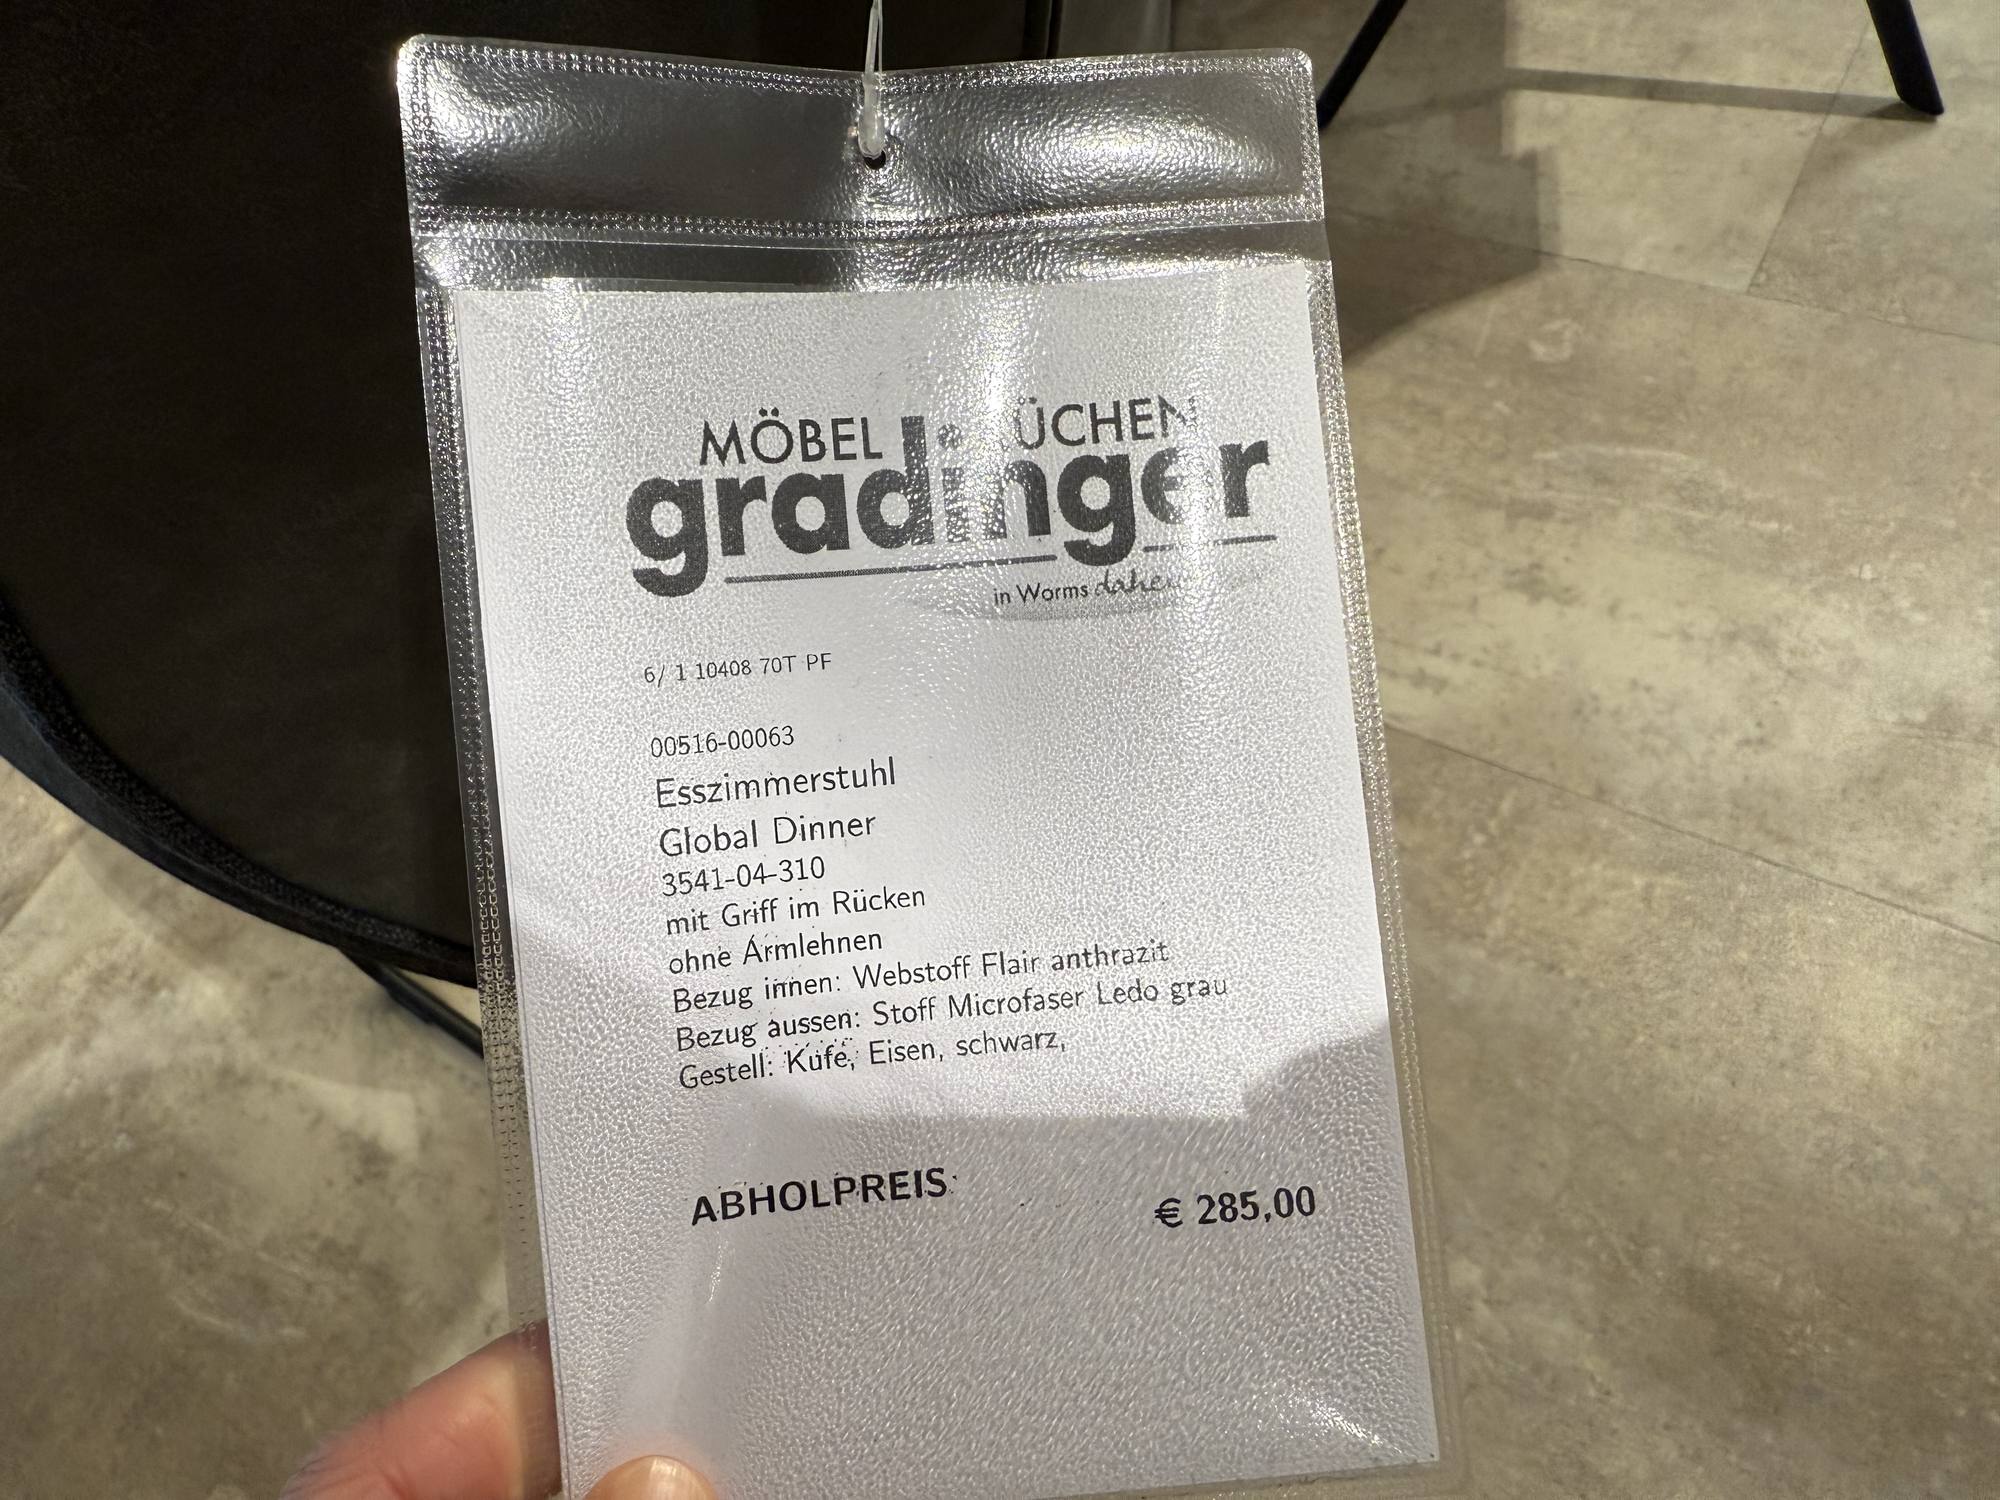 MÖBEL ÜCHEN
gradinger
in Worms
6/ 1 10408 70T PF
00516-00063
Esszimmerstuhl
Global Dinner
3541-04-310
mit Griff im Rücken
ohne Armlehnen
Bezug innen: Webstoff Flair anthrazit
Bezug aussen: Stoff Microfaser Ledo grau
Gestell: Kufe, Eisen, schwarz,
ABHOLPREIS € 285,00